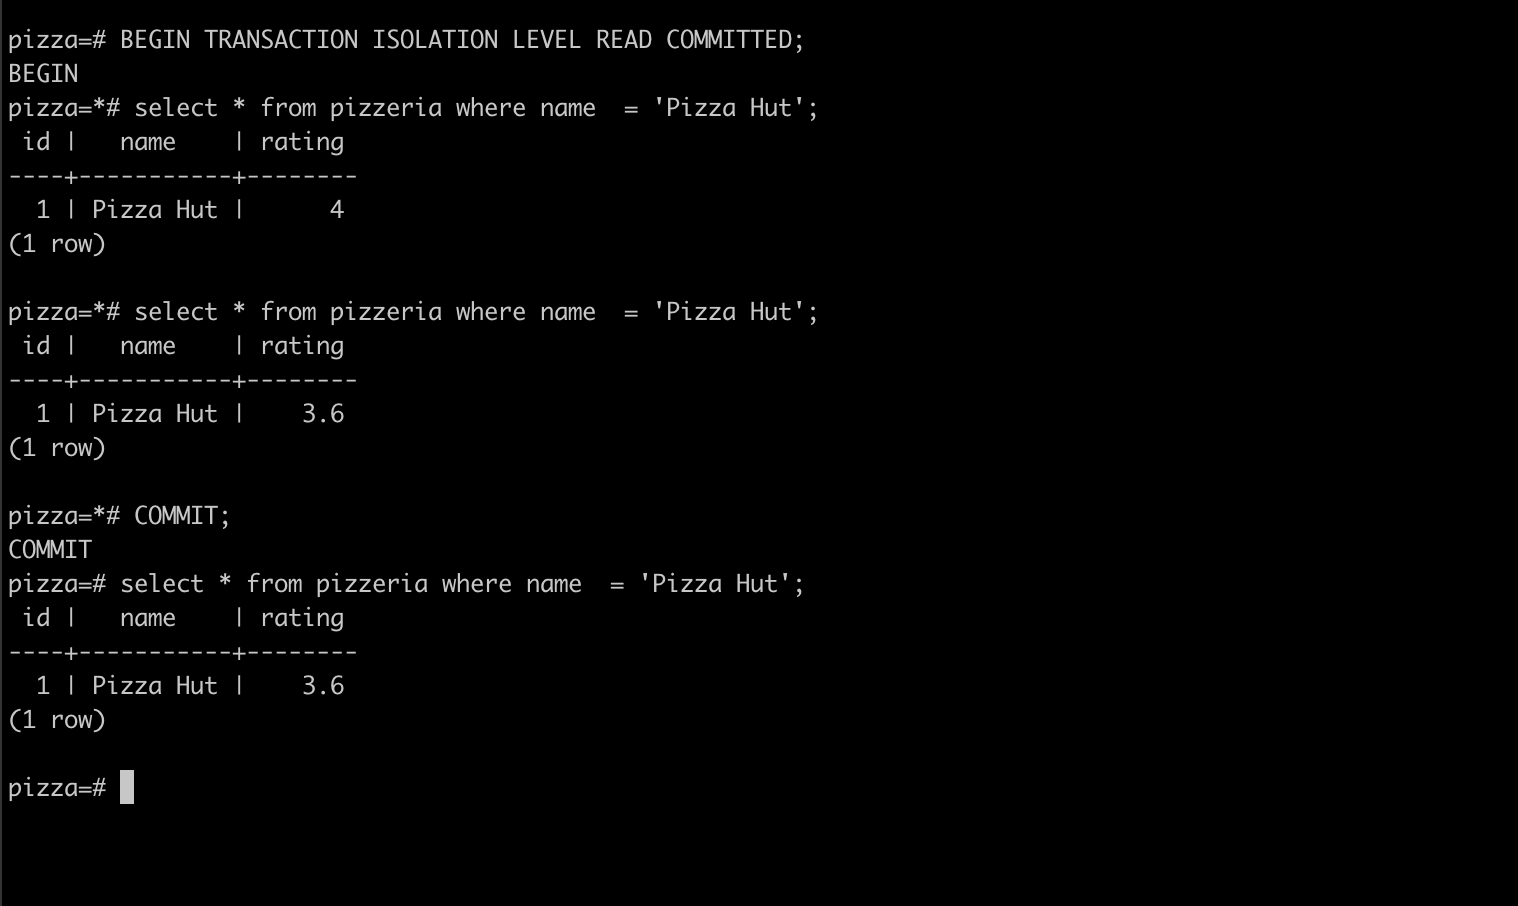 pizza=# BEGIN TRANSACTION ISOLATION LEVEL READ COMMITTED;
BEGIN
pizza=*# select * from pizzeria where name  = 'Pizza Hut';
 id |   name    | rating
----+-----------+--------
  1 | Pizza Hut |      4
(1 row)

pizza=*# select * from pizzeria where name  = 'Pizza Hut';
 id |   name    | rating
----+-----------+--------
  1 | Pizza Hut |    3.6
(1 row)

pizza=*# COMMIT;
COMMIT
pizza=# select * from pizzeria where name  = 'Pizza Hut';
 id |   name    | rating
----+-----------+--------
  1 | Pizza Hut |    3.6
(1 row)

pizza=#